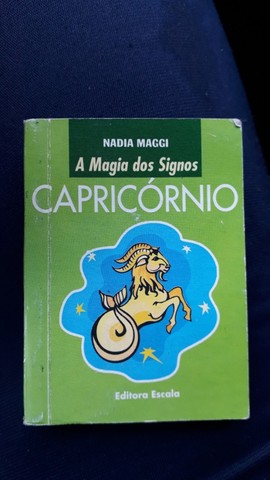 NADIA MAGGI
A Magia dos Signos
CAPRICÓRNIO
Editora Escala